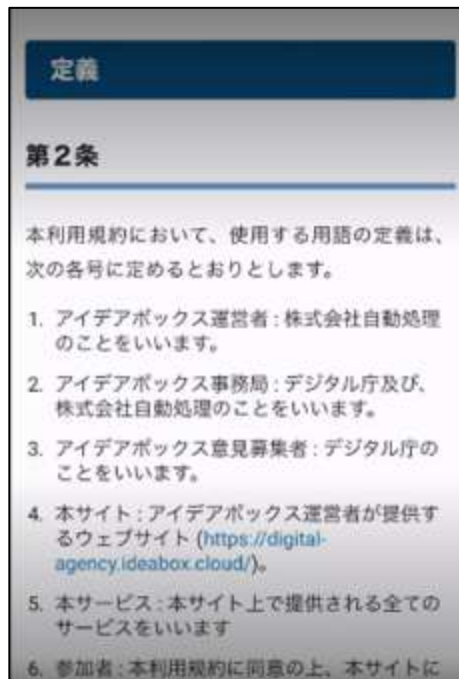 定義
第2条
本利用規約において、使用する用語の定義は、
次の各号に定めるとおりとします。
1. アイデアボックス運営者 : 株式会社自動処理
のことをいいます。
2. アイデアボックス事務局 : デジタル庁及び、
株式会社自動処理のことをいいます。
3. アイデアボックス意見募集者 : デジタル庁の
ことをいいます。
4. 本サイト : アイデアボックス運営者が提供す
るウェブサイト (https://digital-
agency.ideabox.cloud/)。
5. 本サービス : 本サイト上で提供される全ての
サービスをいいます
6. 参加者 : 本利用規約に同意の上、本サイトに